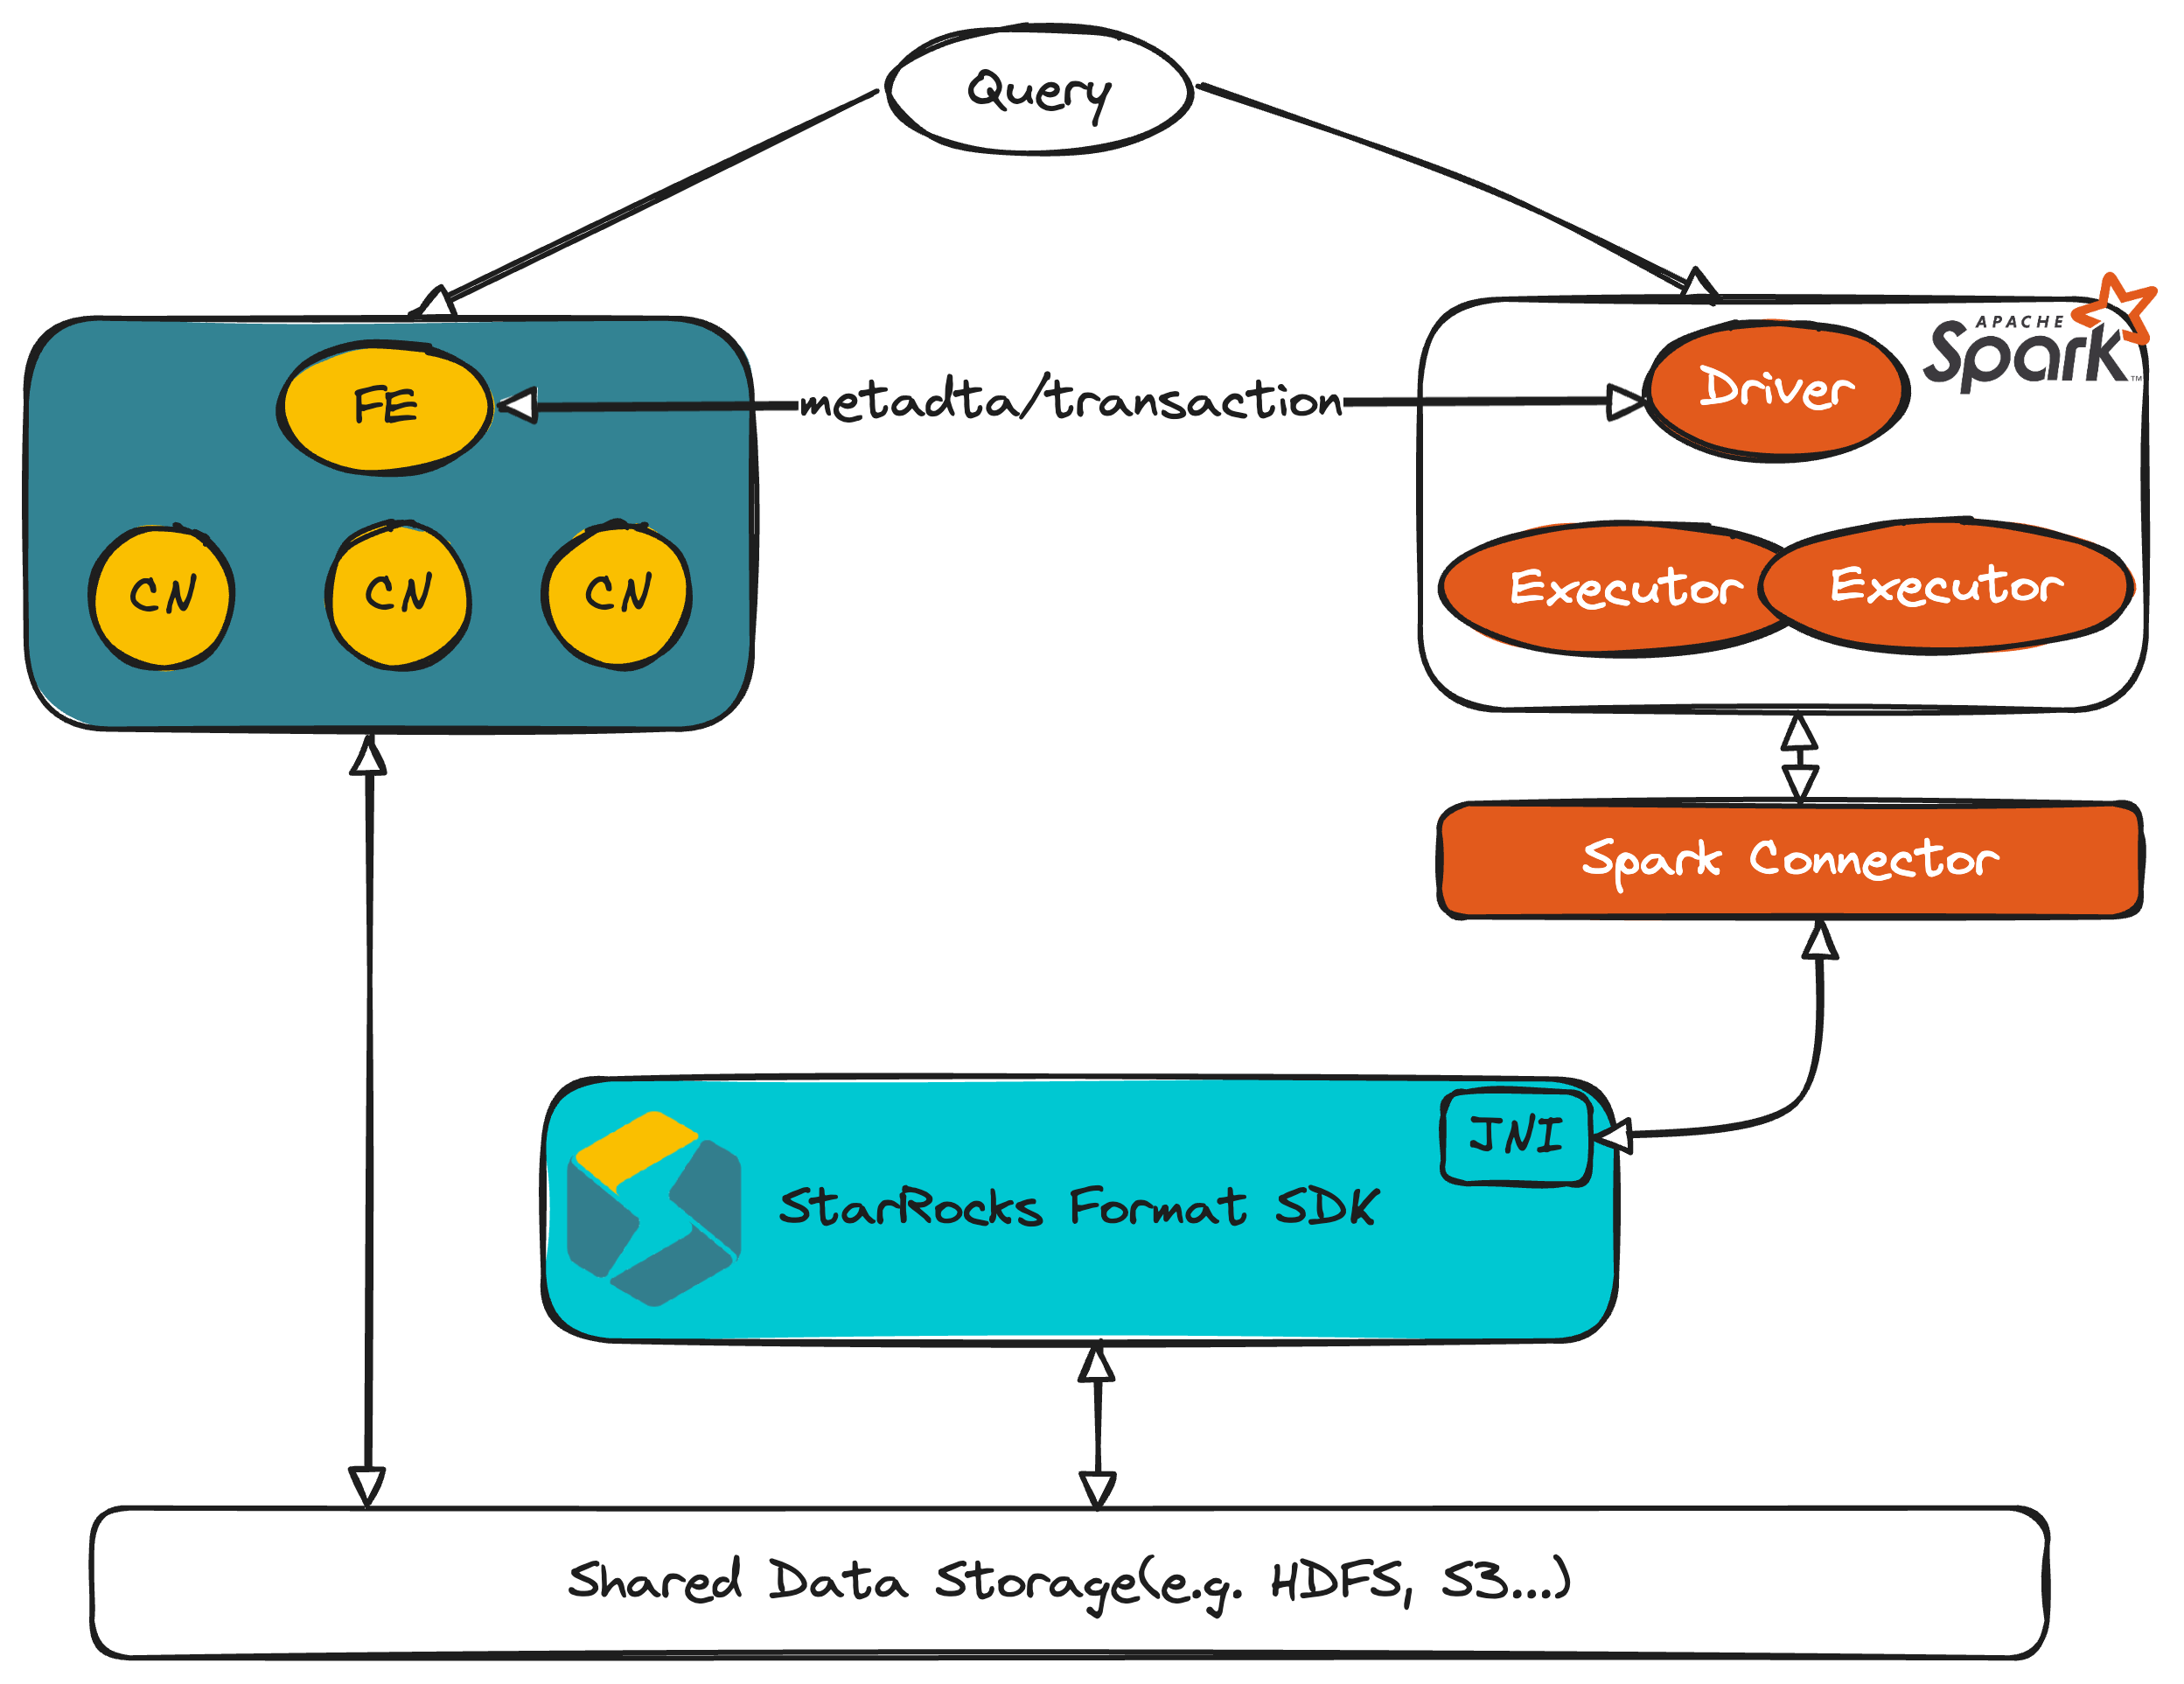 Query
APACHE
Spark
TM
FE
metadta/transaction
Driver
CN
CN
CN
Executor
Executor
Spark Connector
JNI
StarRocks Format SDK
Shared Data Storage(e.g. HDFS, S3...)